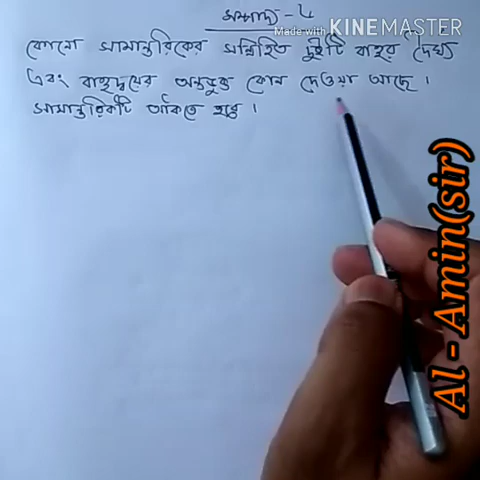 সম্পাদ্য - ৪
Made with KINEMASTER
কোনো সামান্তরিকের সন্নিহিত দুইটি বাহুর দৈর্ঘ্য
এবং বাহুদ্বয়ের অন্তর্ভুক্ত কোন দেওয়া আছে ।
সামান্তরিকটি আঁকতে হবে ।
Al - Amin(sir)